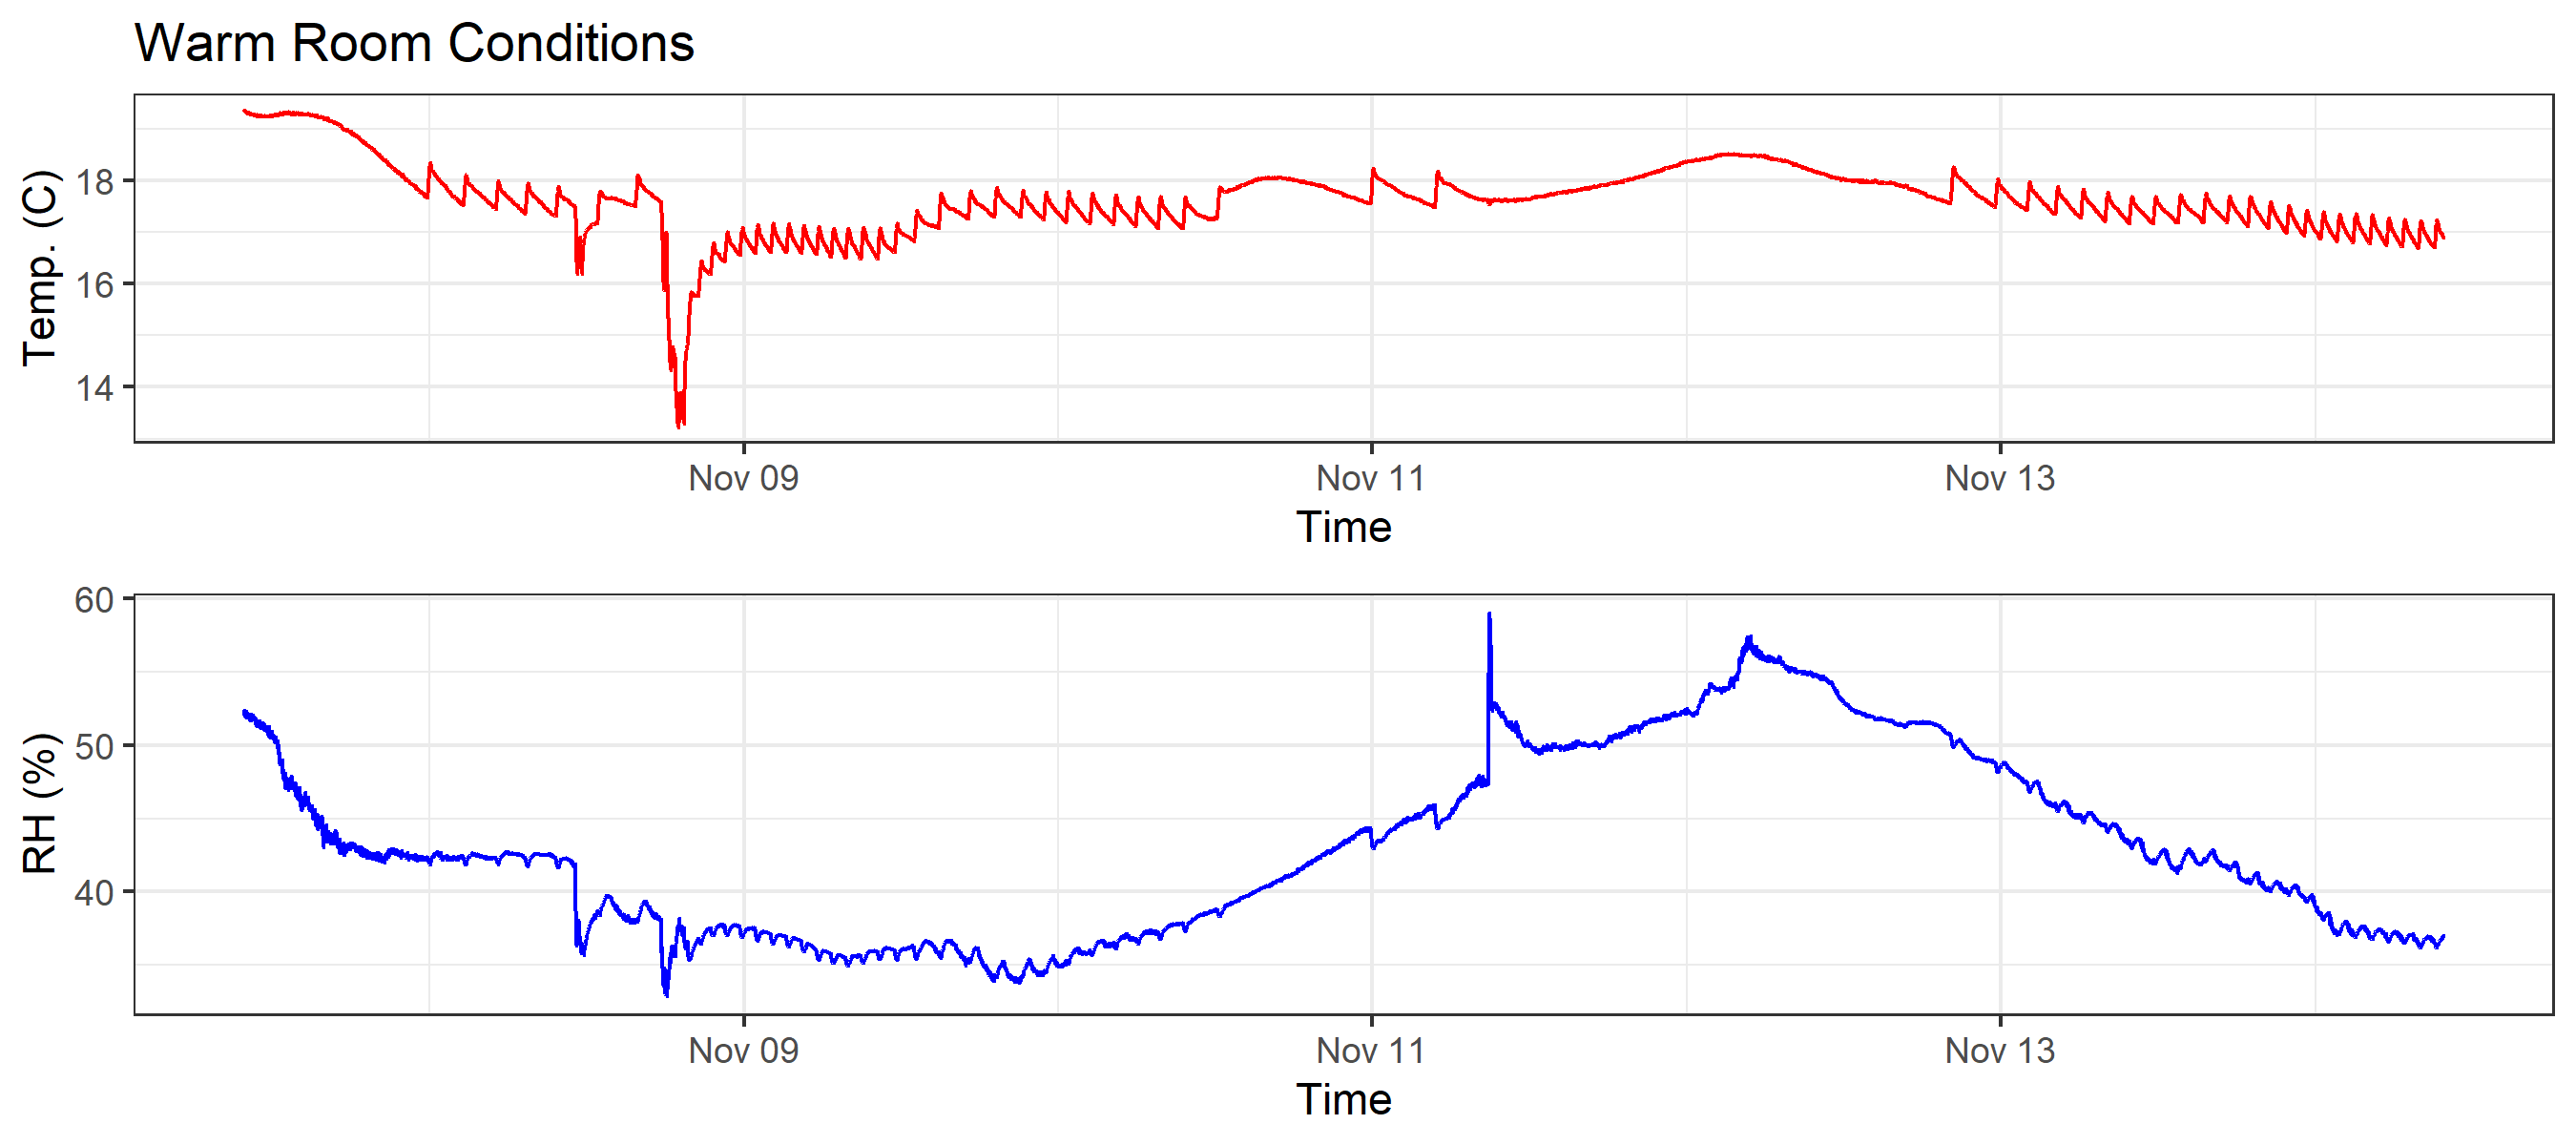 Warm Room Conditions
Temp. (C)
18
16
14
Nov 09 Nov 11 Nov 13
Time
RH (%)
60
50
40
Nov 09 Nov 11 Nov 13
Time